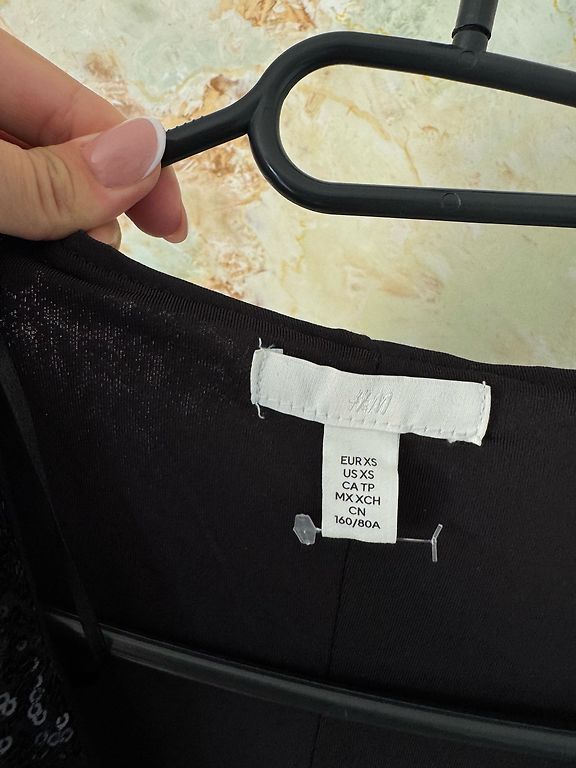 H&M
EUR XS
US XS
CA TP
MX XCH
CN
160/80A